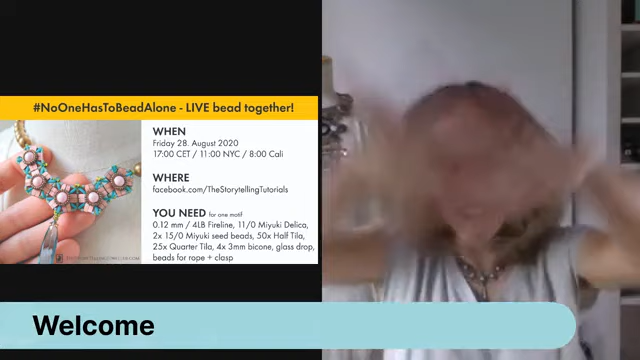 #NoOneHasToBeadAlone - LIVE bead together!
WHEN
Friday 28. August 2020
17:00 CET / 11:00 NYC / 8:00 Cali
WHERE
facebook.com/TheStorytellingTutorials
YOU NEED for one motif
0.12 mm / 4LB Fireline, 11/0 Miyuki Delica,
2x 15/0 Miyuki seed beads, 50x Half Tila,
25x Quarter Tila, 4x 3mm bicone, glass drop,
beads for rope + clasp
Welcome